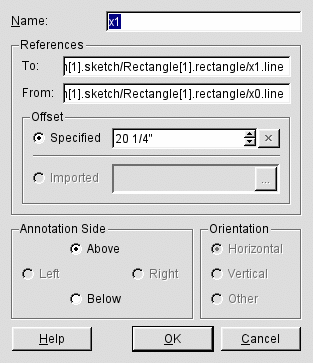 Name: x1
References
To: h[1].sketch/Rectangle[1].rectangle/x1.line
From: h[1].sketch/Rectangle[1].rectangle/x0.line
Offset
Specified 20 1/4"
Imported ...
Annotation Side Orientation
Above Horizontal
Left Right Vertical
Below Other
Help OK Cancel